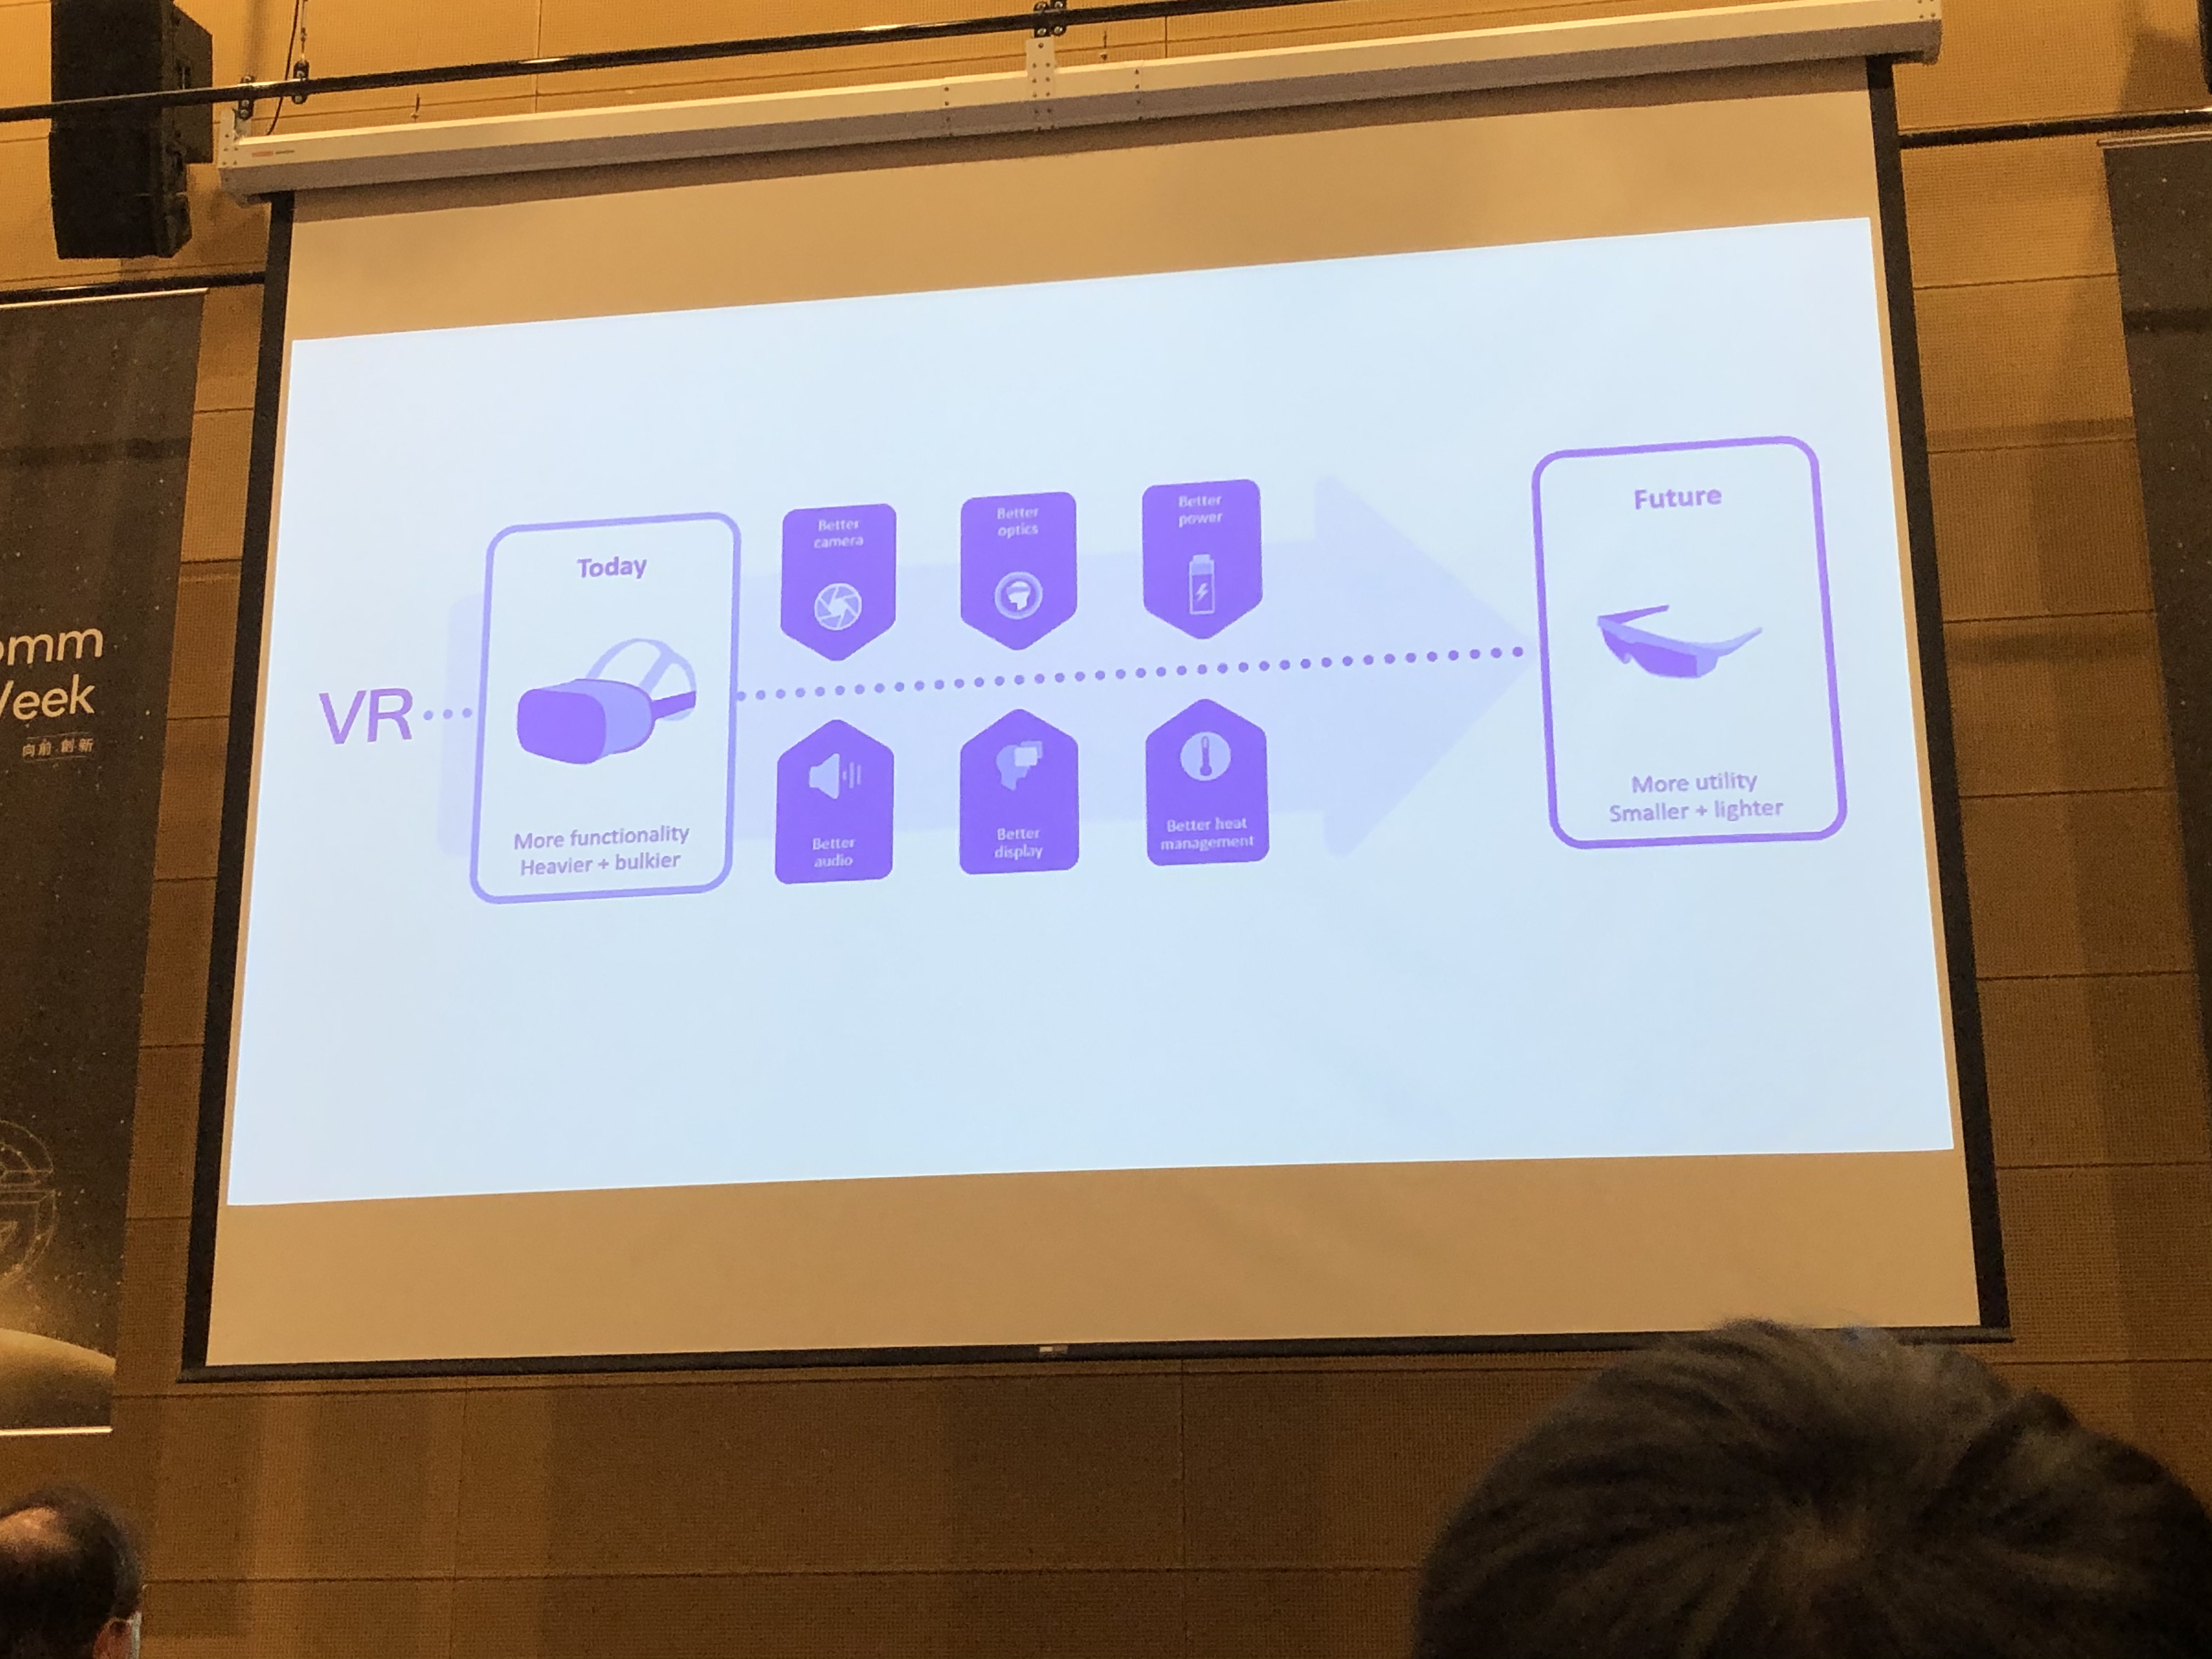 omm
Week
向前.創新
VR
Today
More functionality
Heavier + bulkier
Better
camera
Better
optics
Better
power
Better
audio
Better
display
Better heat
management
Future
More utility
Smaller + lighter